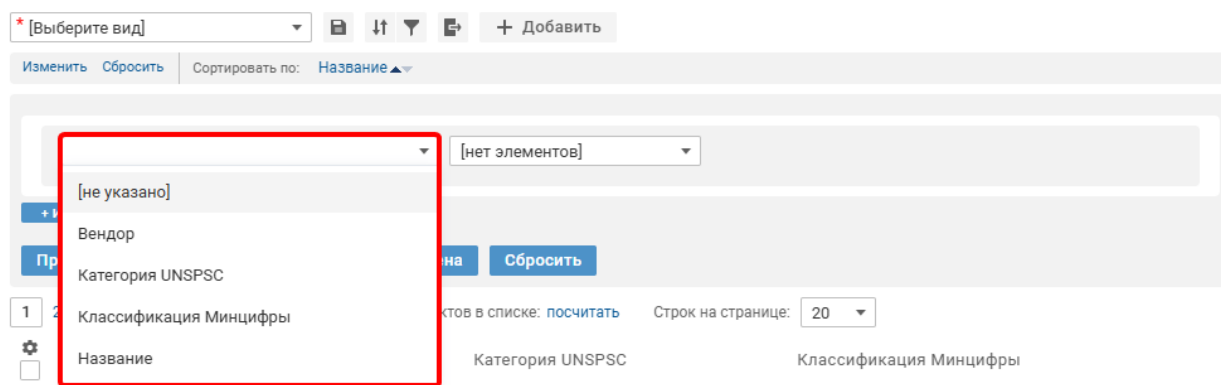 * [Выберите вид] + Добавить
Изменить Сбросить Сортировать по: Название
[нет элементов]
[не указано]
Вендор
Категория UNSPSC
Классификация Минцифры
Название
Сбросить
1 в списке: посчитать Строк на странице: 20
Категория UNSPSC Классификация Минцифры